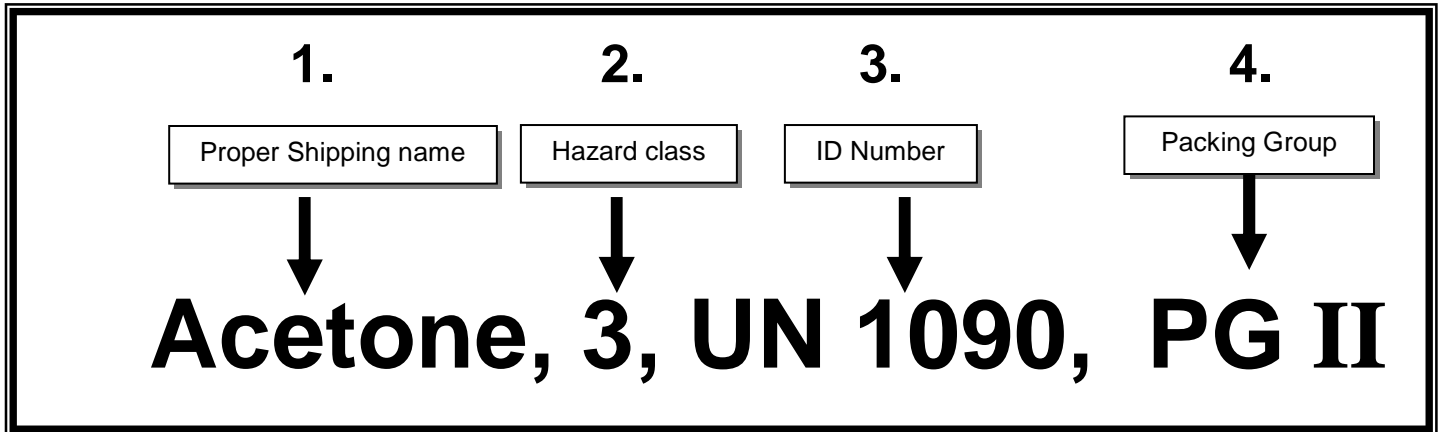 1. 2. 3. 4.
Proper Shipping name Hazard class ID Number Packing Group
Acetone, 3, UN 1090, PG II